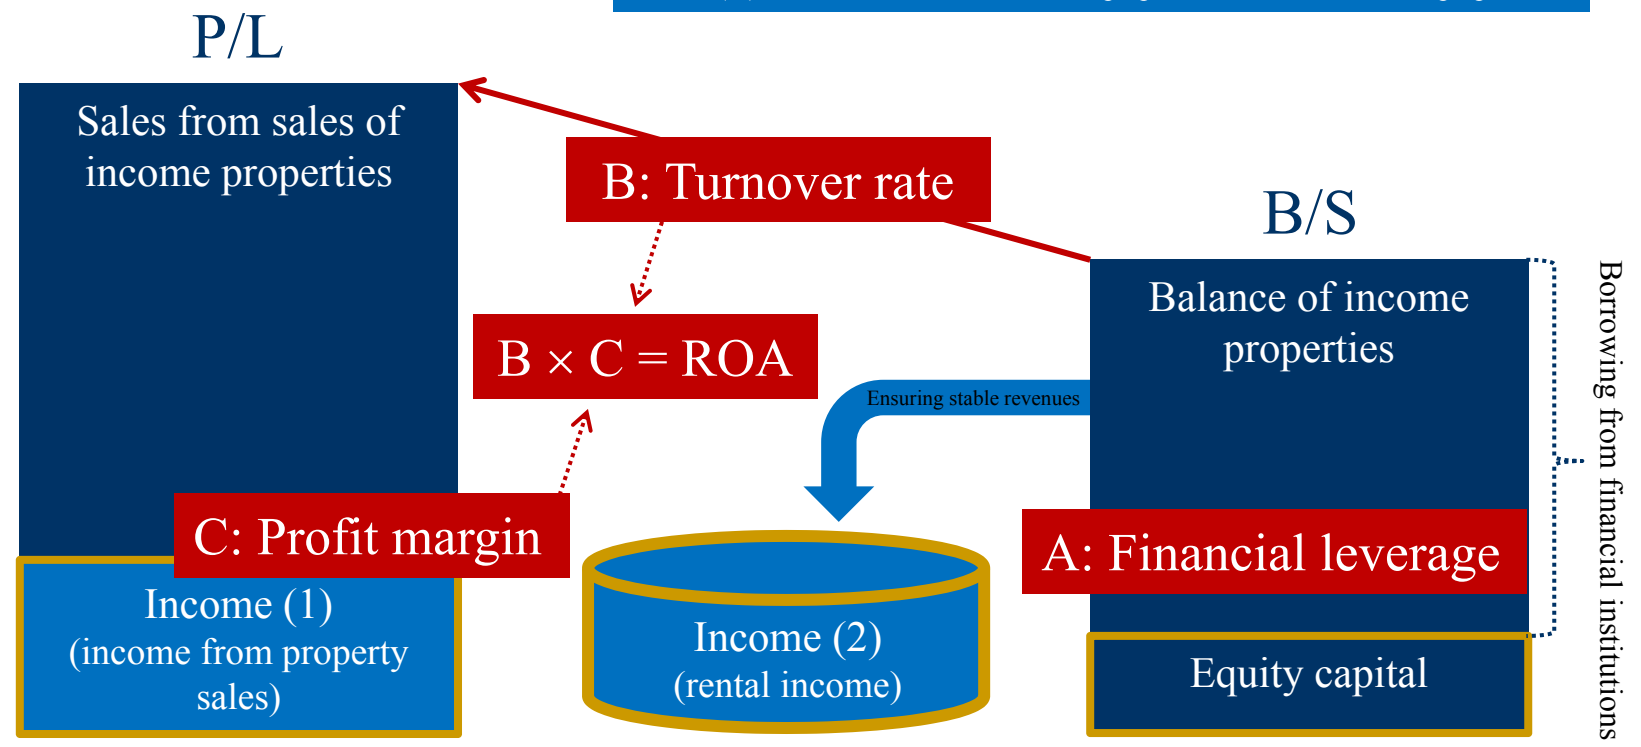 P/L
Sales from sales of
income properties
B: Turnover rate
B/S
Balance of income
properties
B × C = ROA
Ensuring stable revenues
C: Profit margin
A: Financial leverage
Income (1)
(income from property
sales)
Income (2)
(rental income)
Equity capital
Borrowing from financial institutions